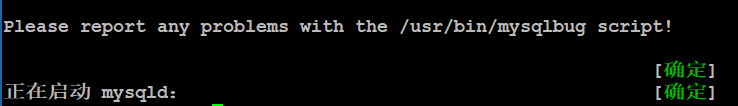 Please report any problems with the /usr/bin/mysqlbug script!
[确定]
正在启动 mysqld： [确定]